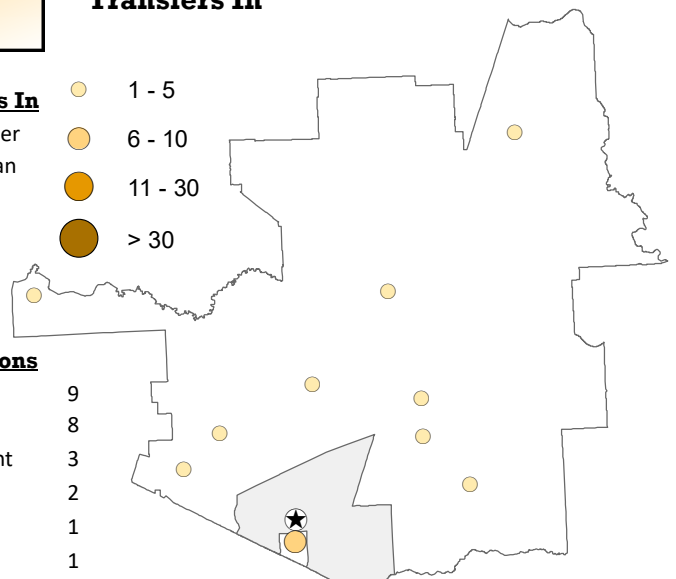 Transfers In
s In
er
an
1 - 5
6 - 10
11 - 30
> 30
ons
9
8
nt 3
2
1
1